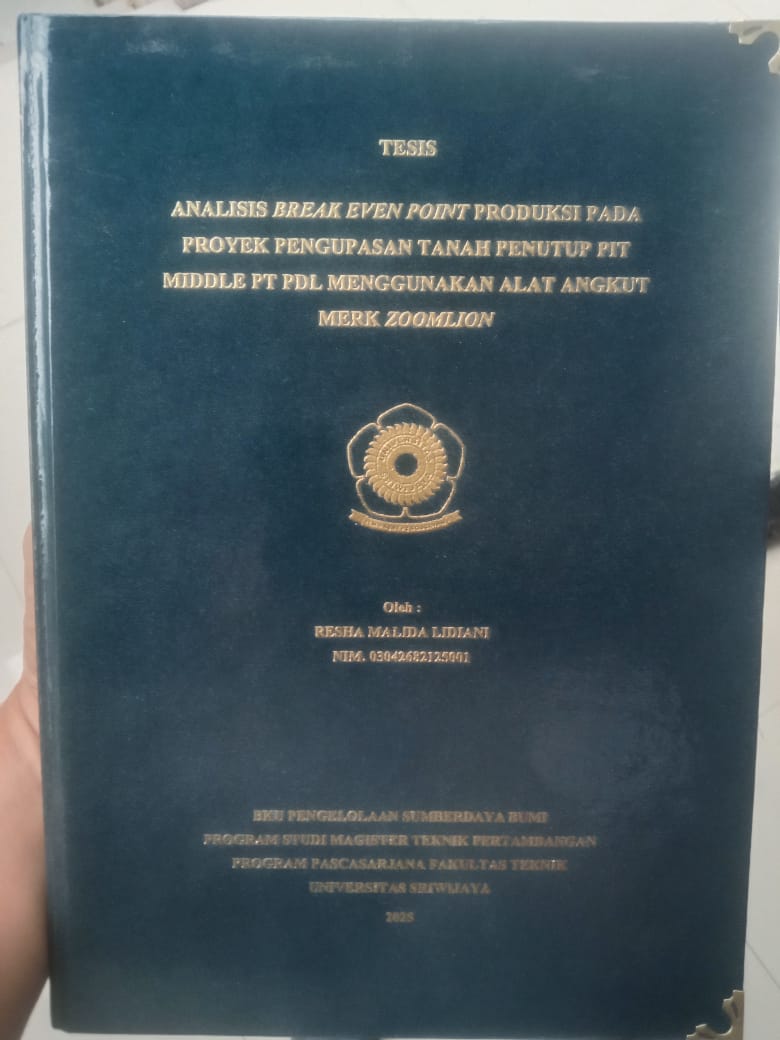 TESIS
ANALISIS BREAK EVEN POINT PRODUKSI PADA
PROYEK PENGUPASAN TANAH PENUTUP PIT
MIDDLE PT PDL MENGGUNAKAN ALAT ANGKUT
MERK ZOOMLION
UNIVERSITAS
SRIWIJAYA
Oleh :
RESHA MALIDA LIDIANI
NIM. 03042682125001
BKU PENGELOLAAN SUMBERDAYA BUMI
PROGRAM STUDI MAGISTER TEKNIK PERTAMBANGAN
PROGRAM PASCASARJANA FAKULTAS TEKNIK
UNIVERSITAS SRIWIJAYA
2025